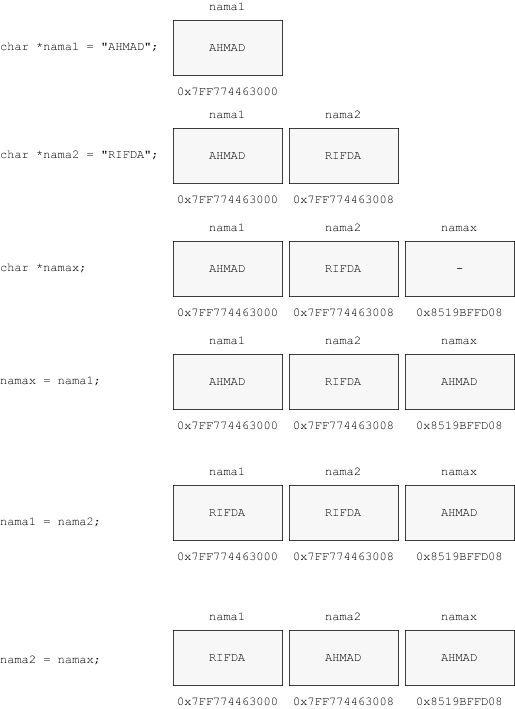 nama1
char *nama1 = "AHMAD";
AHMAD
0x7FF774463000
nama1 nama2
char *nama2 = "RIFDA";
AHMAD RIFDA
0x7FF774463000 0x7FF774463008
nama1 nama2 namax
char *namax;
AHMAD RIFDA -
0x7FF774463000 0x7FF774463008 0x8519BFFD08
nama1 nama2 namax
namax = nama1;
AHMAD RIFDA AHMAD
0x7FF774463000 0x7FF774463008 0x8519BFFD08
nama1 nama2 namax
RIFDA RIFDA AHMAD
nama1 = nama2;
0x7FF774463000 0x7FF774463008 0x8519BFFD08
nama1 nama2 namax
nama2 = namax;
RIFDA AHMAD AHMAD
0x7FF774463000 0x7FF774463008 0x8519BFFD08